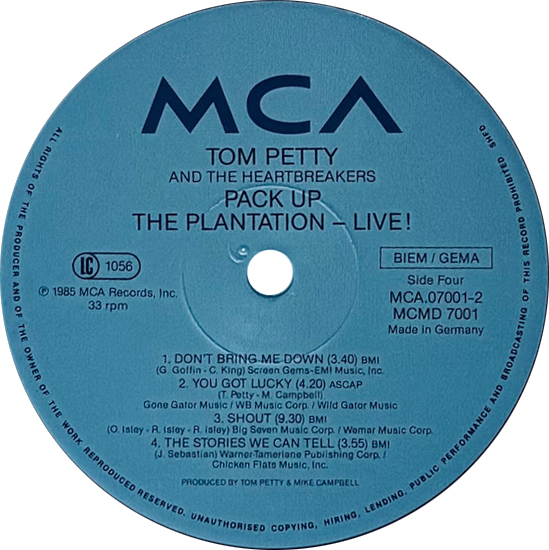 MCA
TOM PETTY
AND THE HEARTBREAKERS
PACK UP
THE PLANTATION – LIVE!
LC 1056
BIEM / GEMA
Side Four
℗ 1985 MCA Records, Inc.
33 rpm
MCA.07001-2
MCMD 7001
Made in Germany
1. DON'T BRING ME DOWN (3.40) BMI
(G. Goffin - C. King) Screen Gems-EMI Music, Inc.
2. YOU GOT LUCKY (4.20) ASCAP
(T. Petty - M. Campbell)
Gone Gator Music / WB Music Corp. / Wild Gator Music
3. SHOUT (9.30) BMI
(O. Isley - R. Isley - R. Isley) Big Seven Music Corp. / Wemar Music Corp.
4. THE STORIES WE CAN TELL (3.55) BMI
(J. Sebastian) Warner-Tamerlane Publishing Corp. /
Chicken Flats Music, Inc.
PRODUCED BY TOM PETTY & MIKE CAMPBELL
ALL RIGHTS OF THE PRODUCER AND OF THE OWNER OF THE WORK REPRODUCED RESERVED. UNAUTHORISED COPYING, HIRING, LENDING, PUBLIC PERFORMANCE AND BROADCASTING OF THIS RECORD PROHIBITED SHFD